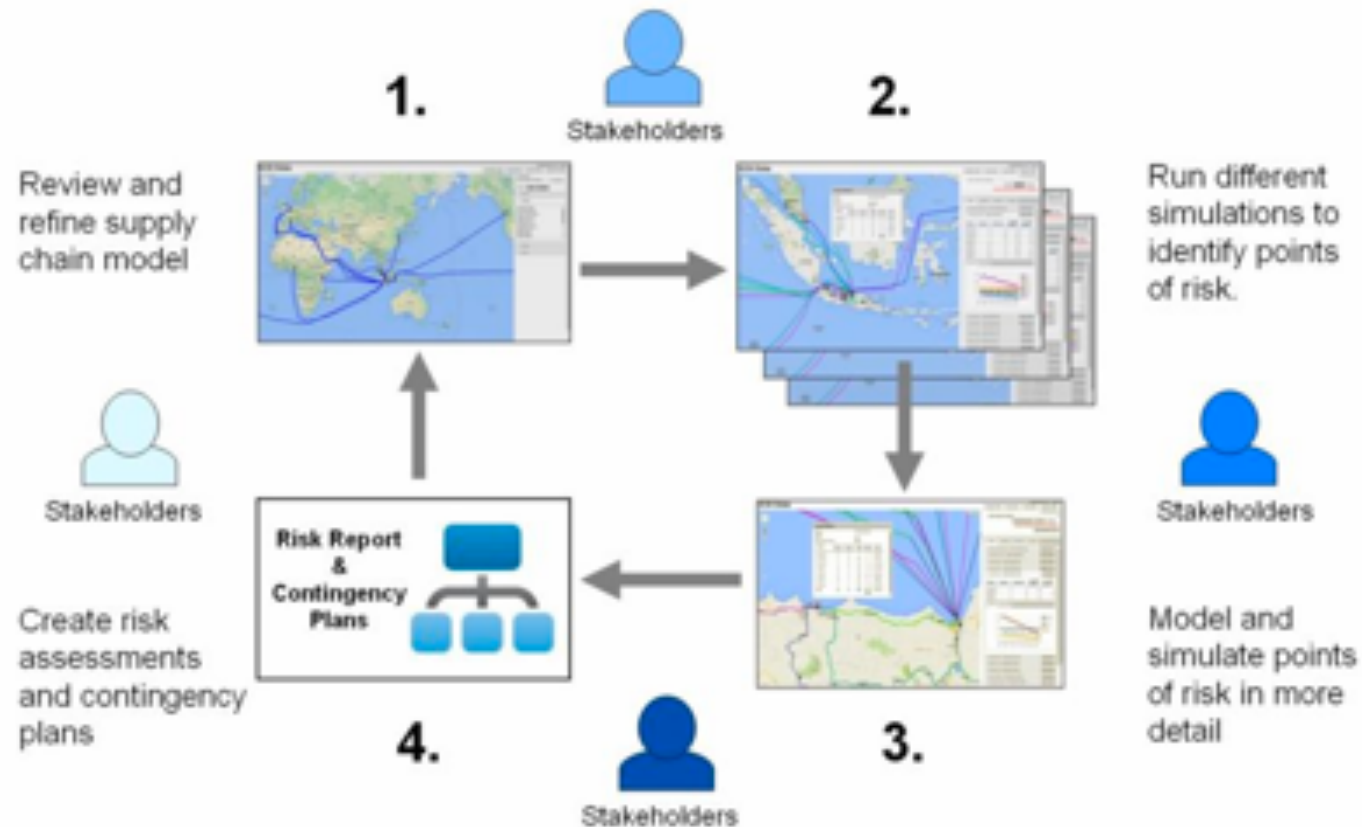 Stakeholders
1.
2.
Review and
refine supply
chain model
Run different
simulations to
identify points
of risk.
Stakeholders
Stakeholders
Risk Report
&
Contingency
Plans
Create risk
assessments
and contingency
plans
Model and
simulate points
of risk in more
detail
4.
3.
Stakeholders